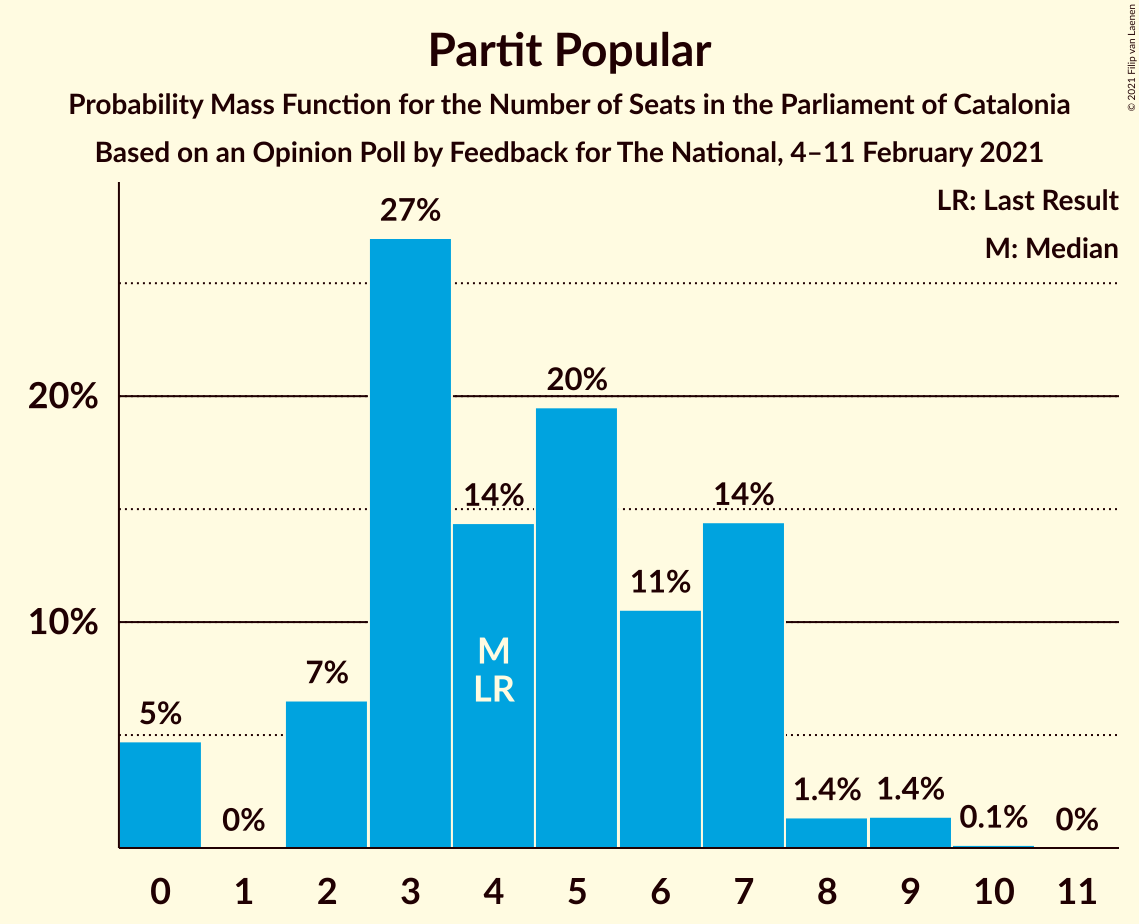 Partit Popular
Probability Mass Function for the Number of Seats in the Parliament of Catalonia
Based on an Opinion Poll by Feedback for The National, 4–11 February 2021
© 2021 Filip van Laenen
LR: Last Result
M: Median
20%
10%
5%
0%
7%
27%
14%
20%
11%
14%
1.4%
1.4%
0.1%
0%
M
LR
0 1 2 3 4 5 6 7 8 9 10 11